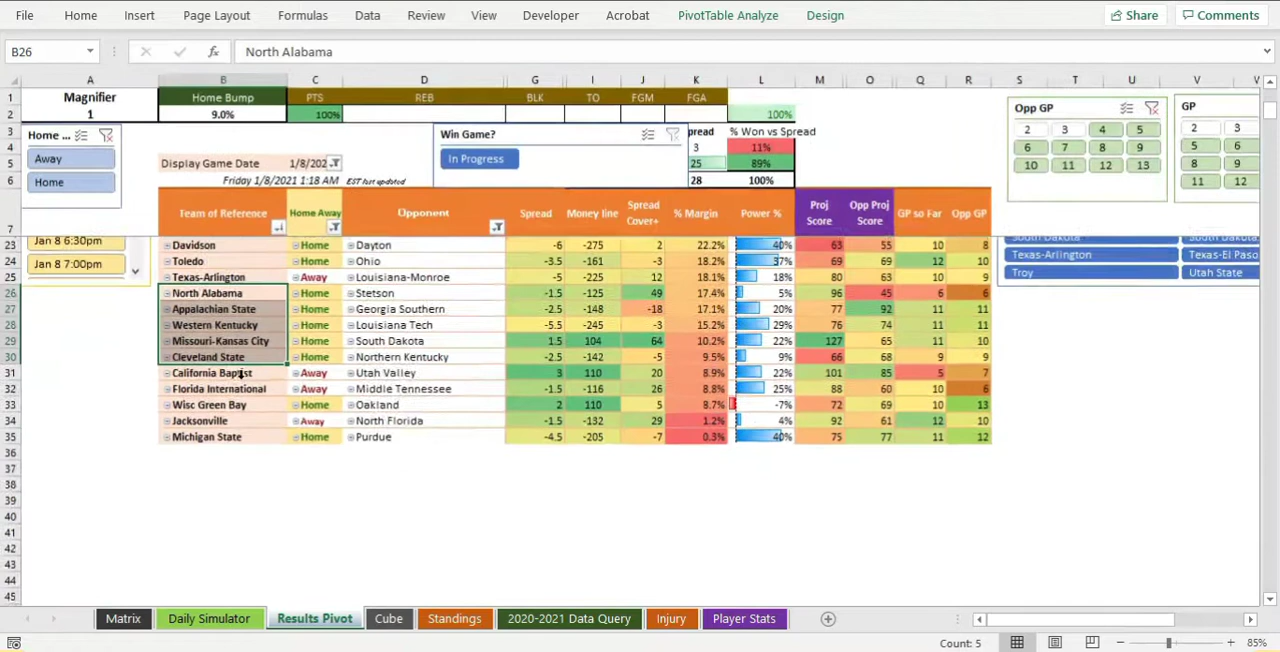 File Home Insert Page Layout Formulas Data Review View Developer Acrobat PivotTable Analyze Design Share Comments
B26 fx North Alabama
A B C D G I J K L M O Q R S T U V
1 Magnifier Home Bump PTS REB BLK TO FGM FGA
2 1 9.0% 100% 100%
3 Home ... Win Game? pread % Won vs Spread Opp GP GP
4 Away In Progress 3 11% 2 3 4 5 2 3
5 Home Display Game Date 1/8/202 25 89% 6 7 8 9 5 6
6 Friday 1/8/2021 1:18 AM EST last updated 28 100% 10 11 12 13 8 9
11 12
7 Team of Reference Home Away Opponent Spread Money line Spread Cover+ % Margin Power % Proj Score Opp Proj Score GP so Far Opp GP
23 Jan 8 6:30pm Davidson Home Dayton -6 -275 2 22.2% 40% 63 55 10 8 South Dakota
24 Jan 8 7:00pm Toledo Home Ohio -3.5 -161 -3 18.2% 37% 69 69 12 10 Texas-Arlington Texas-El Paso
25 Texas-Arlington Away Louisiana-Monroe -5 -225 12 18.1% 18% 80 63 10 9 Troy Utah State
26 North Alabama Home Stetson -1.5 -125 49 17.4% 5% 96 45 6 6
27 Appalachian State Home Georgia Southern -2.5 -148 -18 17.1% 20% 77 92 11 11
28 Western Kentucky Home Louisiana Tech -5.5 -245 -3 15.2% 29% 76 74 11 11
29 Missouri-Kansas City Home South Dakota 1.5 104 64 10.2% 22% 127 65 11 10
30 Cleveland State Home Northern Kentucky -2.5 -142 -5 9.5% 9% 66 68 9 9
31 California Baptist Away Utah Valley 3 110 20 8.9% 22% 101 85 5 7
32 Florida International Away Middle Tennessee -1.5 -116 26 8.8% 25% 88 60 10 6
33 Wisc Green Bay Home Oakland 2 110 5 8.7% -7% 72 69 10 13
34 Jacksonville Away North Florida -1.5 -132 29 1.2% 4% 92 61 12 10
35 Michigan State Home Purdue -4.5 -205 -7 0.3% 40% 75 77 11 12
36
37
38
39
40
41
42
43
44
45
Matrix Daily Simulator Results Pivot Cube Standings 2020-2021 Data Query Injury Player Stats
Count: 5 85%